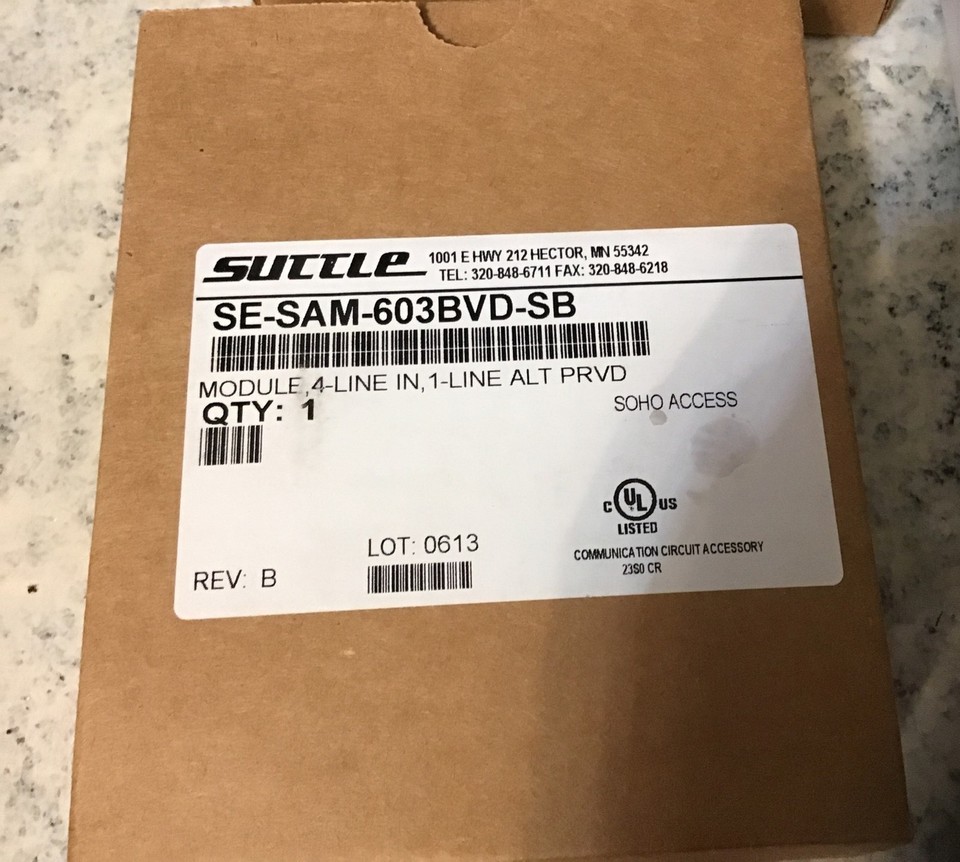 SUTTLE 1001 E HWY 212 HECTOR, MN 55342
TEL: 320-848-6711 FAX: 320-848-6218
SE-SAM-603BVD-SB
MODULE,4-LINE IN,1-LINE ALT PRVD
QTY: 1
SOHO ACCESS
C UL US
LISTED
LOT: 0613
COMMUNICATION CIRCUIT ACCESSORY
23S0 CR
REV: B